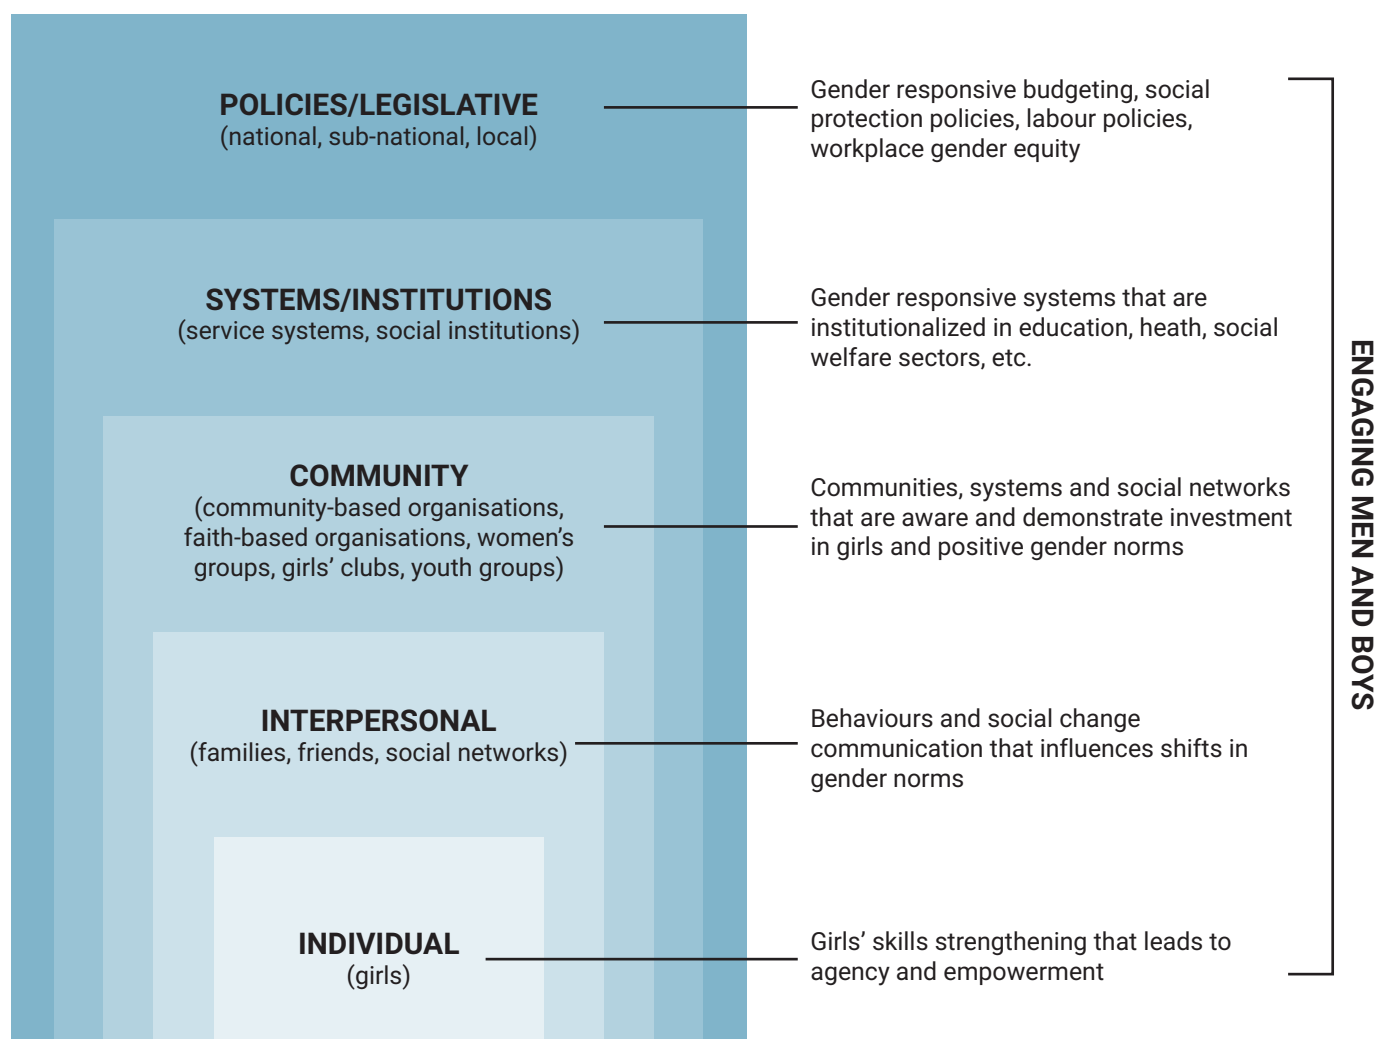 POLICIES/LEGISLATIVE
(national, sub-national, local)
Gender responsive budgeting, social
protection policies, labour policies,
workplace gender equity
SYSTEMS/INSTITUTIONS
(service systems, social institutions)
Gender responsive systems that are
institutionalized in education, heath, social
welfare sectors, etc.
COMMUNITY
(community-based organisations,
faith-based organisations, women’s
groups, girls’ clubs, youth groups)
Communities, systems and social networks
that are aware and demonstrate investment
in girls and positive gender norms
INTERPERSONAL
(families, friends, social networks)
Behaviours and social change
communication that influences shifts in
gender norms
INDIVIDUAL
(girls)
Girls’ skills strengthening that leads to
agency and empowerment
ENGAGING MEN AND BOYS